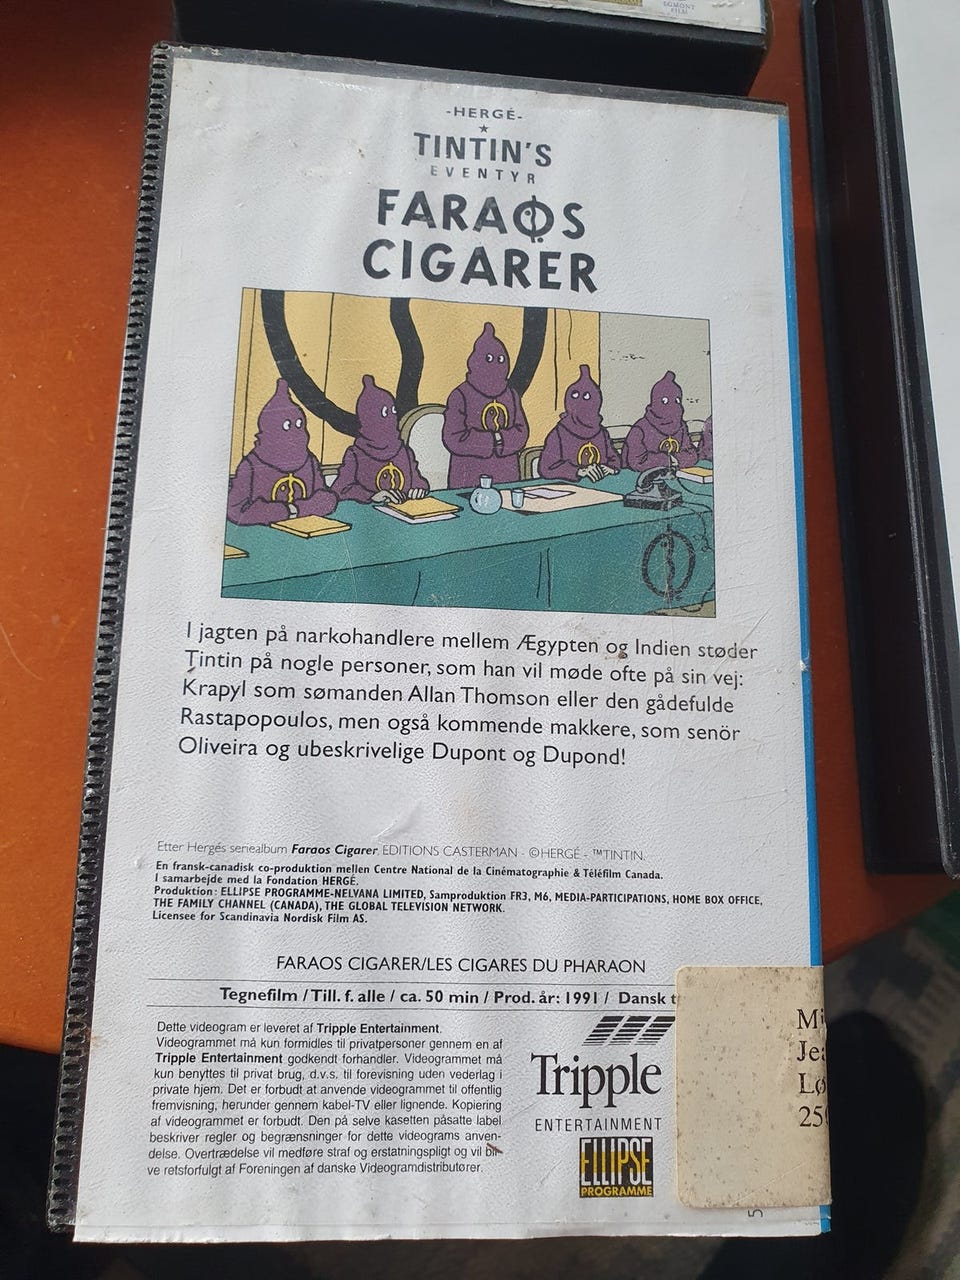 EGMONT
FILM
-HERGÉ-
TINTIN'S
EVENTYR
FARAOS
CIGARER
I jagten på narkohandlere mellem Ægypten og Indien støder
Tintin på nogle personer, som han vil møde ofte på sin vej:
Krapyl som sømanden Allan Thomson eller den gådefulde
Rastapopoulos, men også kommende makkere, som senör
Oliveira og ubeskrivelige Dupont og Dupond!
Etter Hergés seriealbum Faraos Cigarer. EDITIONS CASTERMAN - ©HERGÉ - ™TINTIN.
En fransk-canadisk co-produktion mellen Centre National de la Cinématographie & Téléfilm Canada.
I samarbejde med la Fondation HERGÉ.
Produktion: ELLIPSE PROGRAMME-NELVANA LIMITED, Samproduktion FR3, M6, MEDIA-PARTICIPATIONS, HOME BOX OFFICE,
THE FAMILY CHANNEL (CANADA), THE GLOBAL TELEVISION NETWORK.
Licensee for Scandinavia Nordisk Film AS.
FARAOS CIGARER/LES CIGARES DU PHARAON
Tegnefilm / Till. f. alle / ca. 50 min / Prod. år: 1991 / Dansk
Dette videogram er leveret af Tripple Entertainment.
Videogrammet må kun formidles til privatpersoner gennem en af
Tripple Entertainment godkendt forhandler. Videogrammet må
kun benyttes til privat brug, d.v.s. til forevisning uden vederlag i
private hjem. Det er forbudt at anvende videogrammet til offentlig
fremvisning, herunder gennem kabel-TV eller lignende. Kopiering
af videogrammet er forbudt. Den på selve kasetten påsatte label
beskriver regler og begrænsninger for dette videograms anven-
delse. Overtrædelse vil medføre straf og erstatningspligt og vil bli-
ve retsforfulgt af Foreningen af danske Videogramdistributører.
Tripple
ENTERTAINMENT
ELLIPSE
PROGRAMME
5